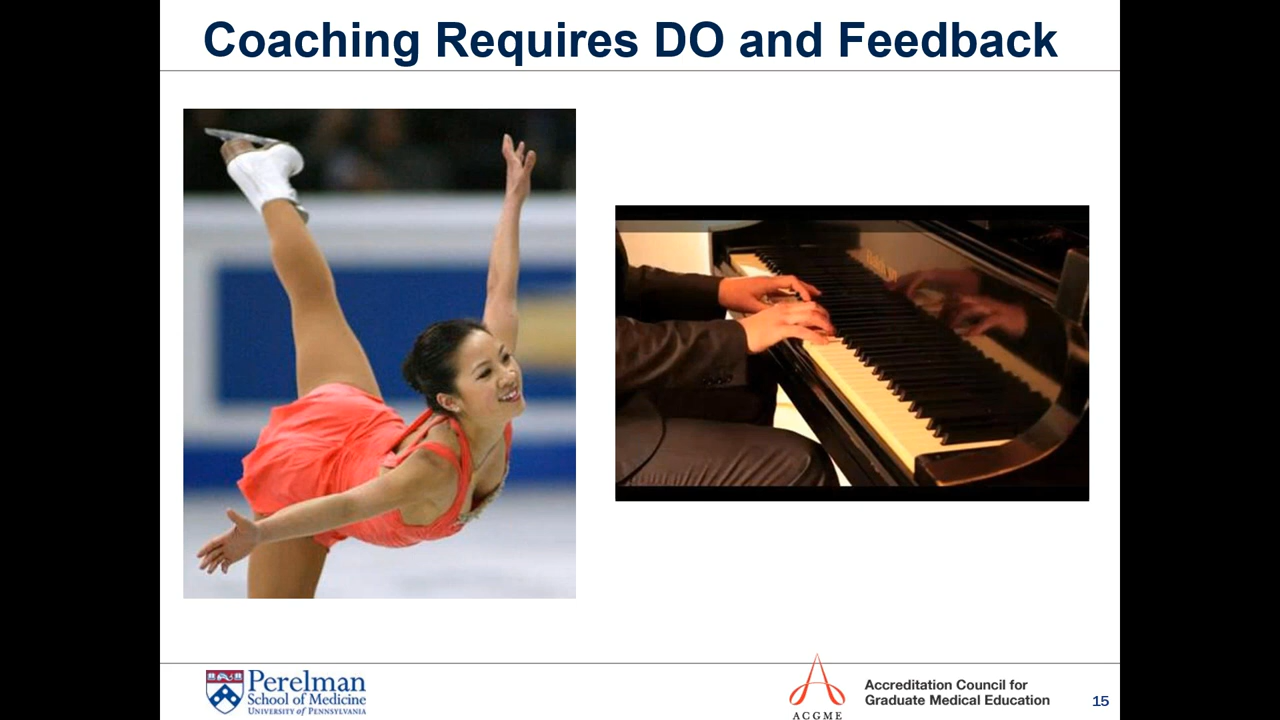 Coaching Requires DO and Feedback
Perelman
School of Medicine
UNIVERSITY of PENNSYLVANIA
ACGME
Accreditation Council for
Graduate Medical Education
15